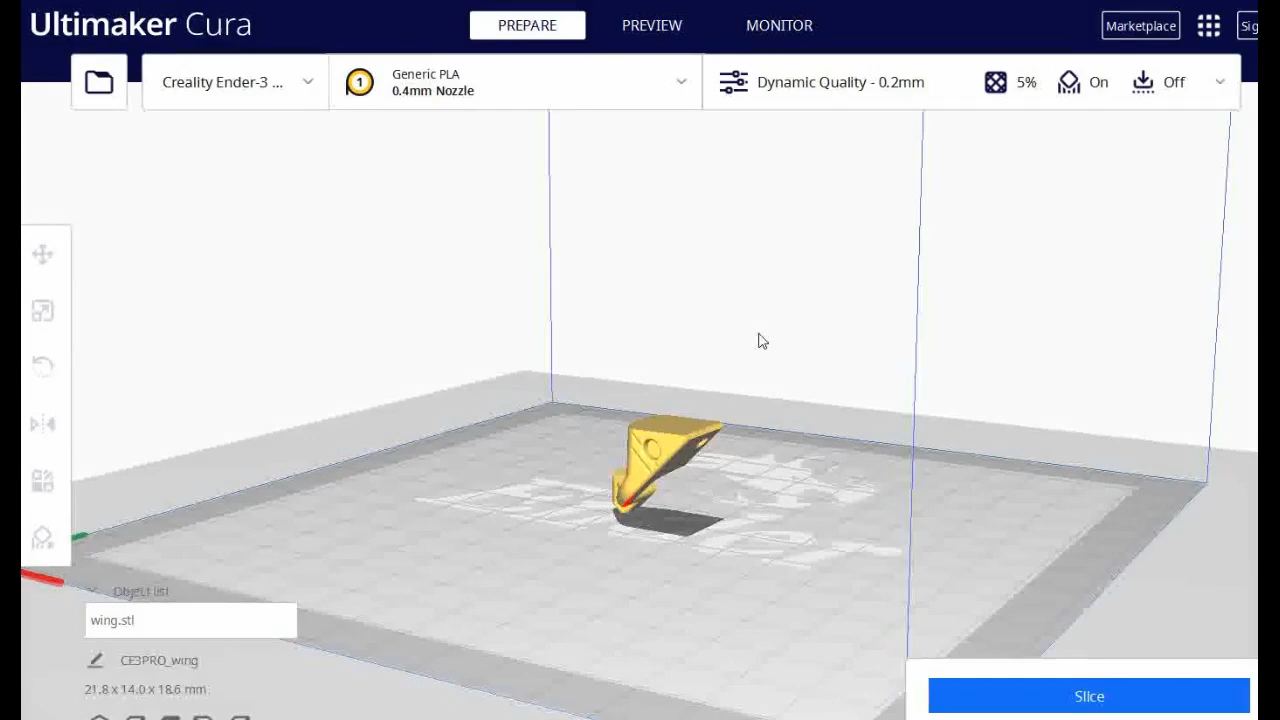 Ultimaker Cura
PREPARE
PREVIEW
MONITOR
Marketplace
Sig
Creality Ender-3 ...
1
Generic PLA
0.4mm Nozzle
Dynamic Quality - 0.2mm
5%
On
Off
Object list
wing.stl
CE3PRO_wing
21.8 x 14.0 x 18.6 mm
Slice